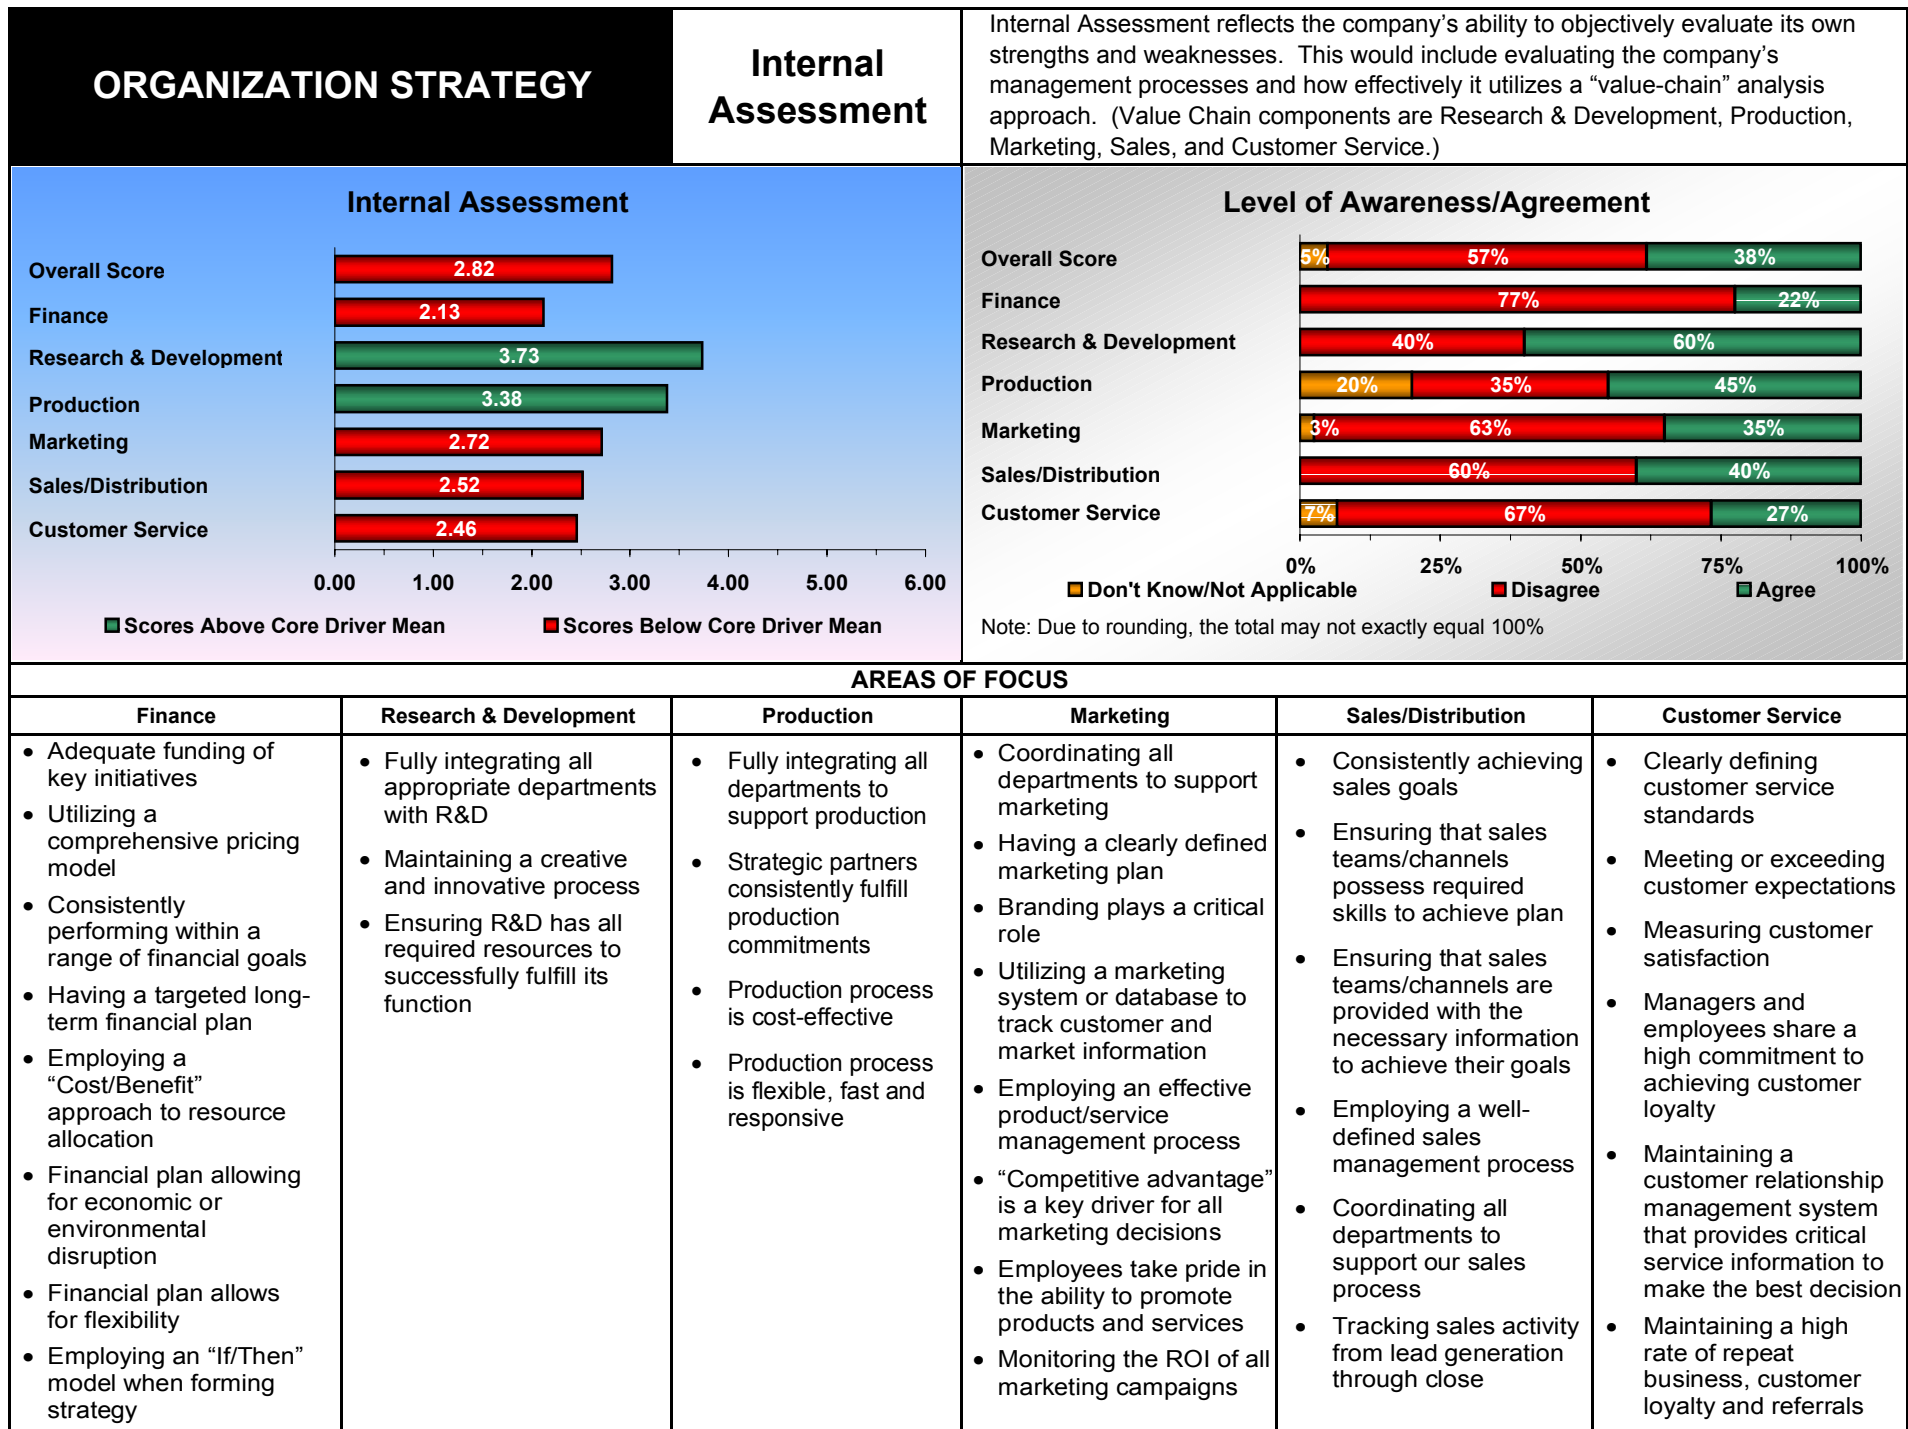 ORGANIZATION STRATEGY
Internal
Assessment
Internal Assessment reflects the company’s ability to objectively evaluate its own
strengths and weaknesses.  This would include evaluating the company’s
management processes and how effectively it utilizes a “value-chain” analysis
approach.  (Value Chain components are Research & Development, Production,
Marketing, Sales, and Customer Service.)
Internal Assessment
Overall Score 2.82
Finance 2.13
Research & Development 3.73
Production 3.38
Marketing 2.72
Sales/Distribution 2.52
Customer Service 2.46
0.00 1.00 2.00 3.00 4.00 5.00 6.00
Scores Above Core Driver Mean Scores Below Core Driver Mean
Level of Awareness/Agreement
Overall Score 5% 57% 38%
Finance 77% 22%
Research & Development 40% 60%
Production 20% 35% 45%
Marketing 3% 63% 35%
Sales/Distribution 60% 40%
Customer Service 7% 67% 27%
0% 25% 50% 75% 100%
Don't Know/Not Applicable Disagree Agree
Note: Due to rounding, the total may not exactly equal 100%
AREAS OF FOCUS
Finance
• Adequate funding of
key initiatives
• Utilizing a
comprehensive pricing
model
• Consistently
performing within a
range of financial goals
• Having a targeted long-
term financial plan
• Employing a
“Cost/Benefit”
approach to resource
allocation
• Financial plan allowing
for economic or
environmental
disruption
• Financial plan allows
for flexibility
• Employing an “If/Then”
model when forming
strategy
Research & Development
• Fully integrating all
appropriate departments
with R&D
• Maintaining a creative
and innovative process
• Ensuring R&D has all
required resources to
successfully fulfill its
function
Production
• Fully integrating all
departments to
support production
• Strategic partners
consistently fulfill
production
commitments
• Production process
is cost-effective
• Production process
is flexible, fast and
responsive
Marketing
• Coordinating all
departments to support
marketing
• Having a clearly defined
marketing plan
• Branding plays a critical
role
• Utilizing a marketing
system or database to
track customer and
market information
• Employing an effective
product/service
management process
• “Competitive advantage”
is a key driver for all
marketing decisions
• Employees take pride in
the ability to promote
products and services
• Monitoring the ROI of all
marketing campaigns
Sales/Distribution
• Consistently achieving
sales goals
• Ensuring that sales
teams/channels
possess required
skills to achieve plan
• Ensuring that sales
teams/channels are
provided with the
necessary information
to achieve their goals
• Employing a well-
defined sales
management process
• Coordinating all
departments to
support our sales
process
• Tracking sales activity
from lead generation
through close
Customer Service
• Clearly defining
customer service
standards
• Meeting or exceeding
customer expectations
• Measuring customer
satisfaction
• Managers and
employees share a
high commitment to
achieving customer
loyalty
• Maintaining a
customer relationship
management system
that provides critical
service information to
make the best decision
• Maintaining a high
rate of repeat
business, customer
loyalty and referrals